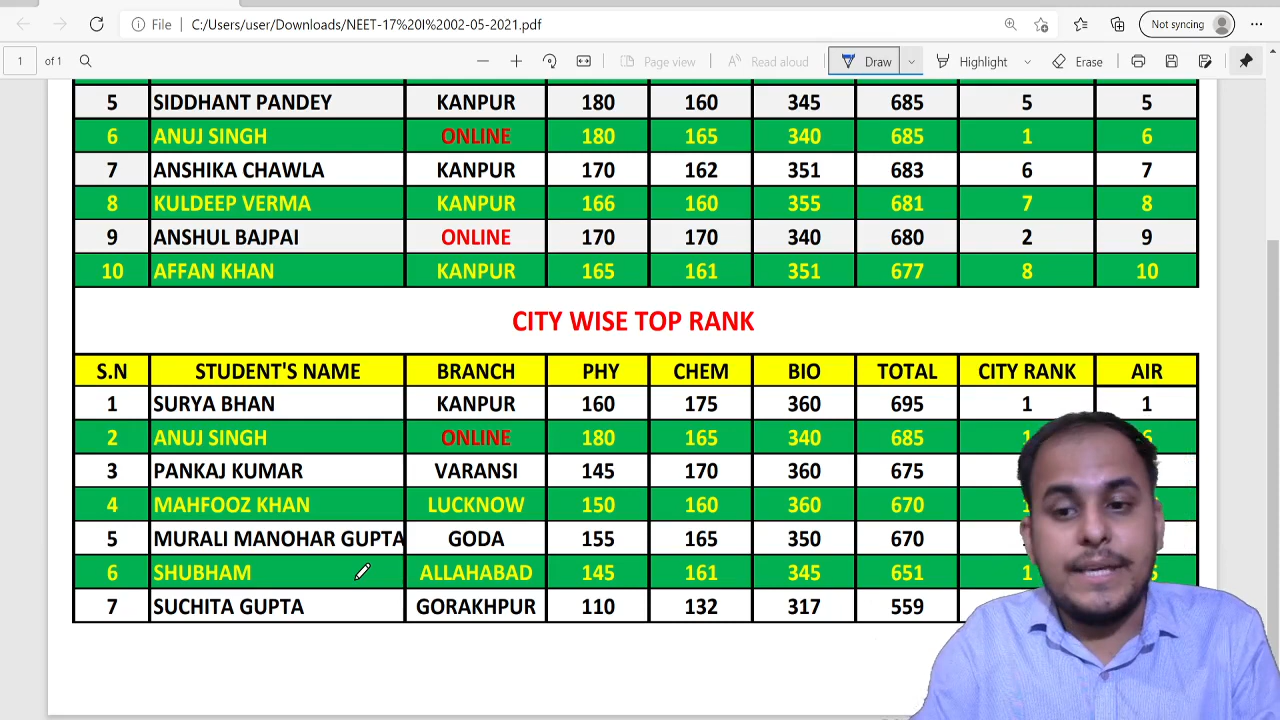 File C:/Users/user/Downloads/NEET-17%20I%2002-05-2021.pdf Not syncing
1 of 1 Page view Read aloud Draw Highlight Erase
5 SIDDHANT PANDEY KANPUR 180 160 345 685 5 5
6 ANUJ SINGH ONLINE 180 165 340 685 1 6
7 ANSHIKA CHAWLA KANPUR 170 162 351 683 6 7
8 KULDEEP VERMA KANPUR 166 160 355 681 7 8
9 ANSHUL BAJPAI ONLINE 170 170 340 680 2 9
10 AFFAN KHAN KANPUR 165 161 351 677 8 10
CITY WISE TOP RANK
S.N STUDENT'S NAME BRANCH PHY CHEM BIO TOTAL CITY RANK AIR
1 SURYA BHAN KANPUR 160 175 360 695 1 1
2 ANUJ SINGH ONLINE 180 165 340 685 1 6
3 PANKAJ KUMAR VARANSI 145 170 360 675
4 MAHFOOZ KHAN LUCKNOW 150 160 360 670
5 MURALI MANOHAR GUPTA GODA 155 165 350 670
6 SHUBHAM ALLAHABAD 145 161 345 651 1
7 SUCHITA GUPTA GORAKHPUR 110 132 317 559